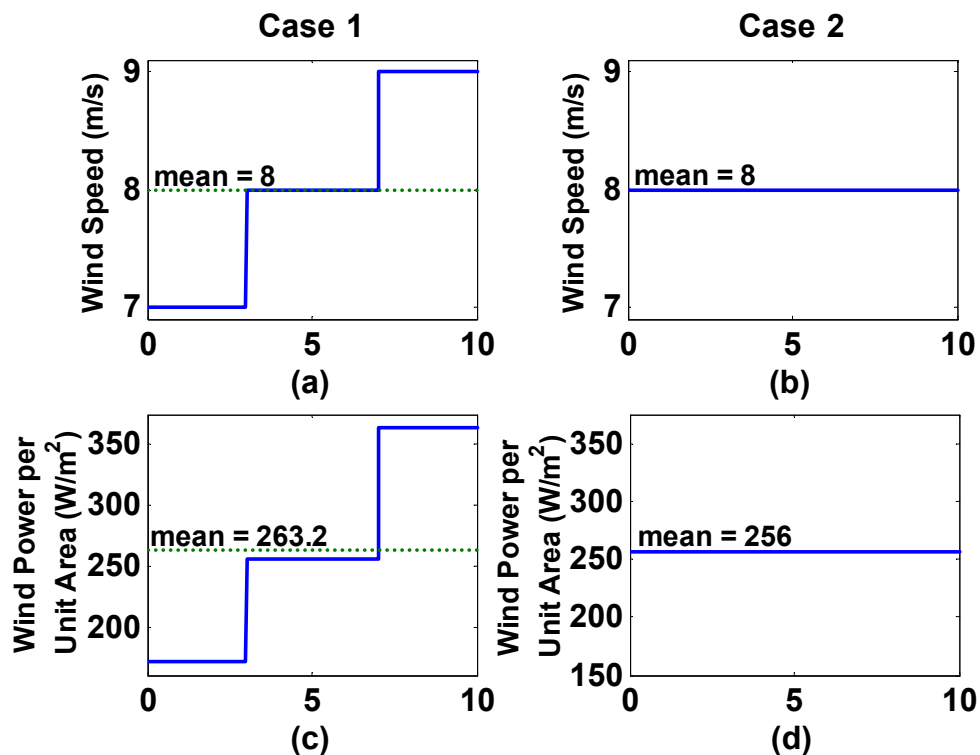 Case 1
Case 2
Wind Speed (m/s)
9
8
7
mean = 8
0
5
10
(a)
Wind Speed (m/s)
9
8
7
mean = 8
0
5
10
(b)
Wind Power per
Unit Area (W/m²)
350
300
250
200
mean = 263.2
0
5
10
(c)
Wind Power per
Unit Area (W/m²)
350
300
250
200
150
mean = 256
0
5
10
(d)